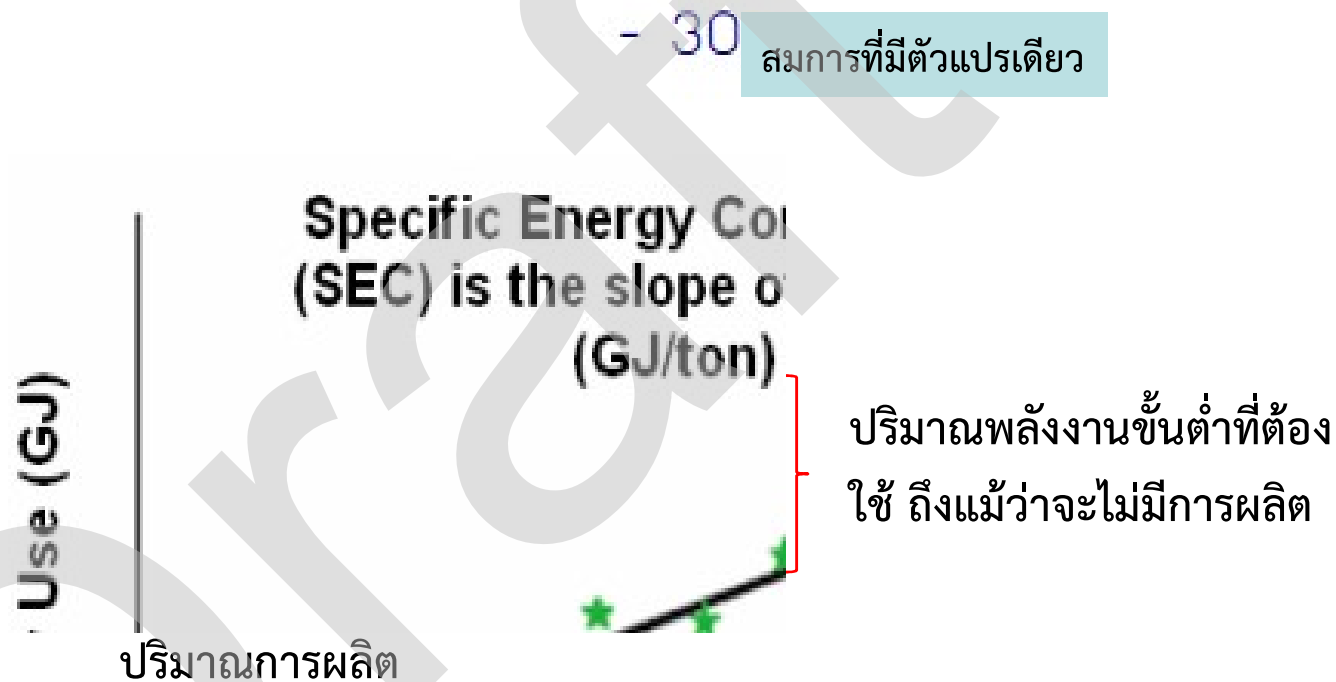 - 30
สมการที่มีตัวแปรเดียว
Specific Energy
(SEC) is the slope
(GJ/ton)
Use (GJ)
ปริมาณพลังงานขั้นต่ำที่ต้อง
ใช้ ถึงแม้ว่าจะไม่มีการผลิต
ปริมาณการผลิต
Draft